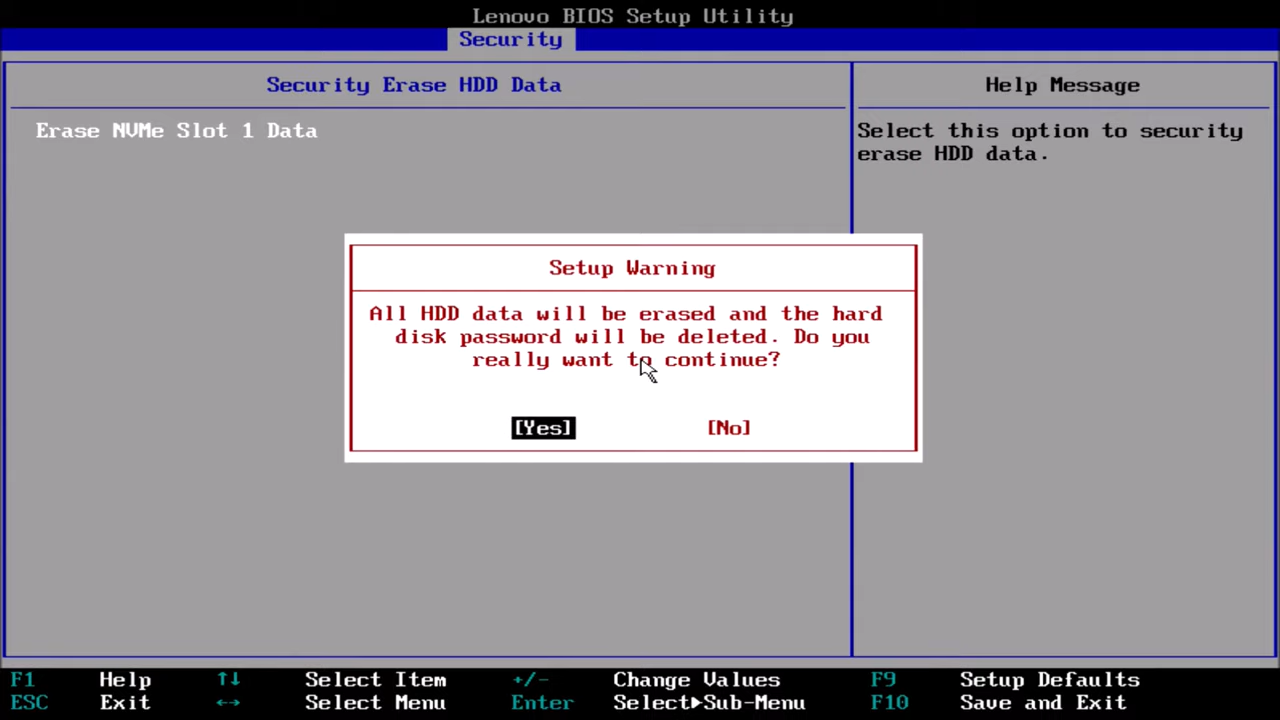 Lenovo BIOS Setup Utility
Security
Security Erase HDD Data
Help Message
Erase NVMe Slot 1 Data
Select this option to security
erase HDD data.
Setup Warning
All HDD data will be erased and the hard
disk password will be deleted. Do you
really want to continue?
[Yes] [No]
F1 Help ↑↓ Select Item +/- Change Values F9 Setup Defaults
ESC Exit ↔ Select Menu Enter Select▶Sub-Menu F10 Save and Exit